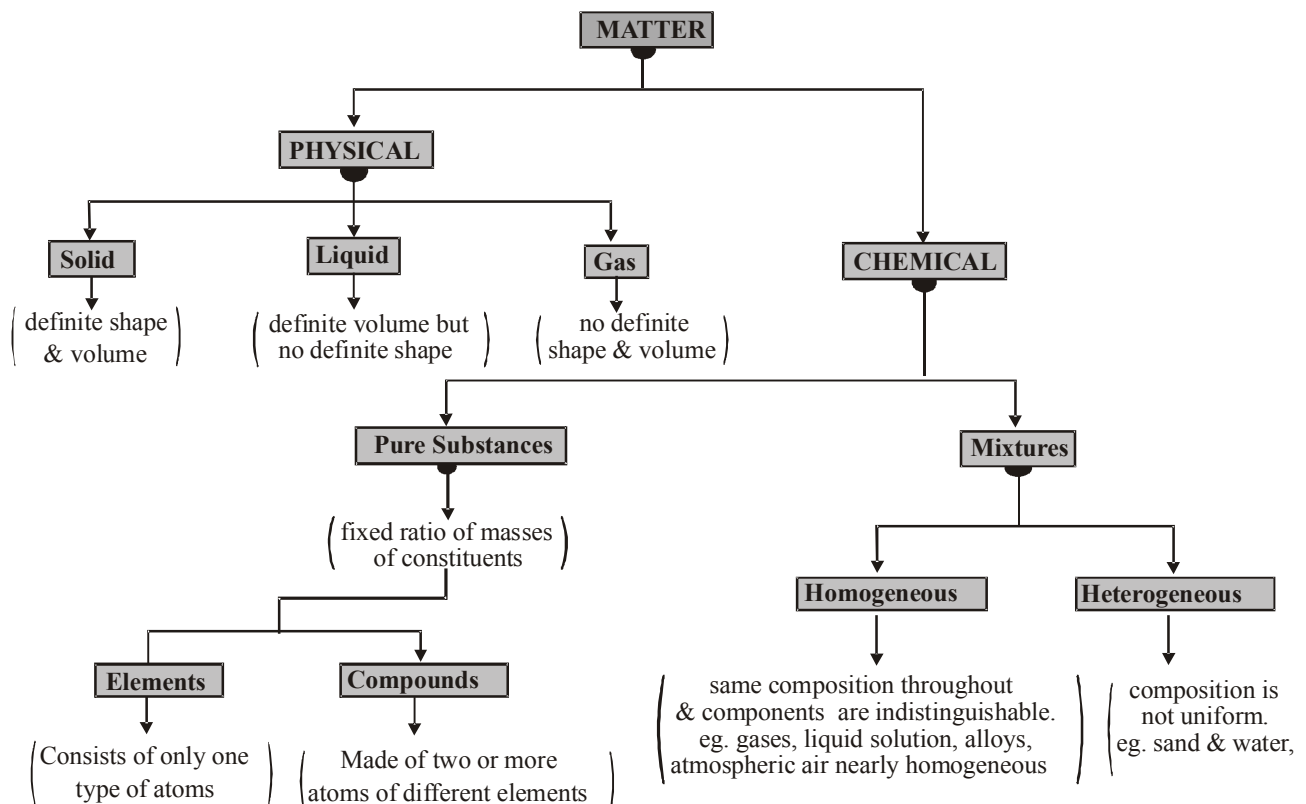 MATTER
PHYSICAL
Solid
Liquid
Gas
CHEMICAL
definite shape
& volume
definite volume but
no definite shape
no definite
shape & volume
Pure Substances
Mixtures
fixed ratio of masses
of constituents
Homogeneous
Heterogeneous
Elements
Compounds
same composition throughout
& components are indistinguishable.
eg. gases, liquid solution, alloys,
atmospheric air nearly homogeneous
composition is
not uniform.
eg. sand & water,
Consists of only one
type of atoms
Made of two or more
atoms of different elements